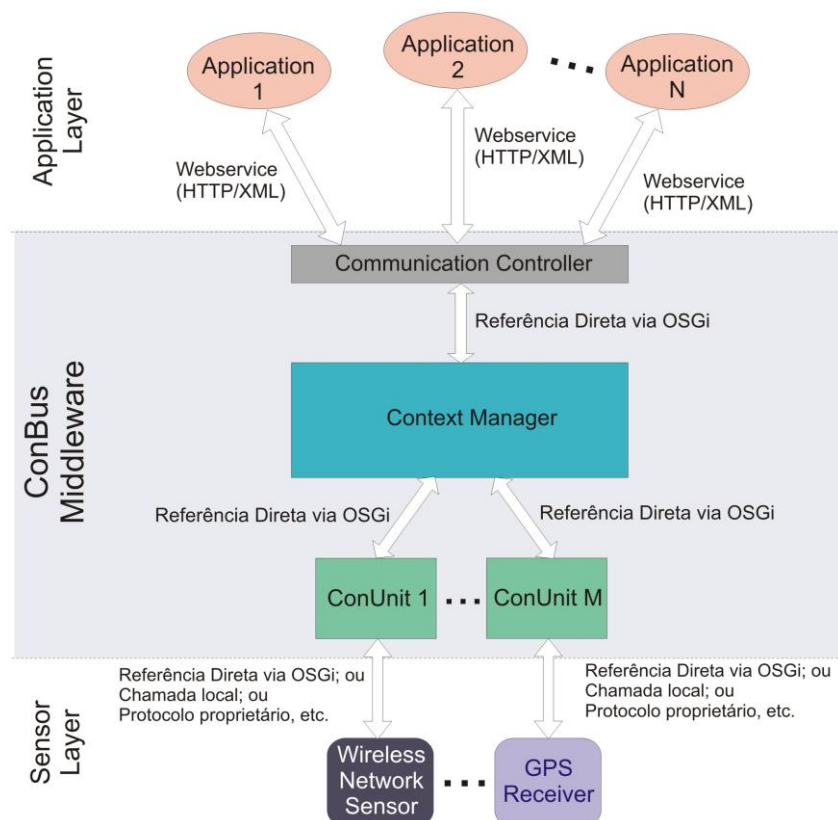 Application Layer
Application
1
Application
2
Application
N
Webservice
(HTTP/XML)
Webservice
(HTTP/XML)
Webservice
(HTTP/XML)
ConBus
Middleware
Communication Controller
Referência Direta via OSGi
Context Manager
Referência Direta via OSGi
Referência Direta via OSGi
ConUnit 1
ConUnit M
Sensor
Layer
Referência Direta via OSGi; ou
Chamada local; ou
Protocolo proprietário, etc.
Referência Direta via OSGi; ou
Chamada local; ou
Protocolo proprietário, etc.
Wireless
Network
Sensor
GPS
Receiver